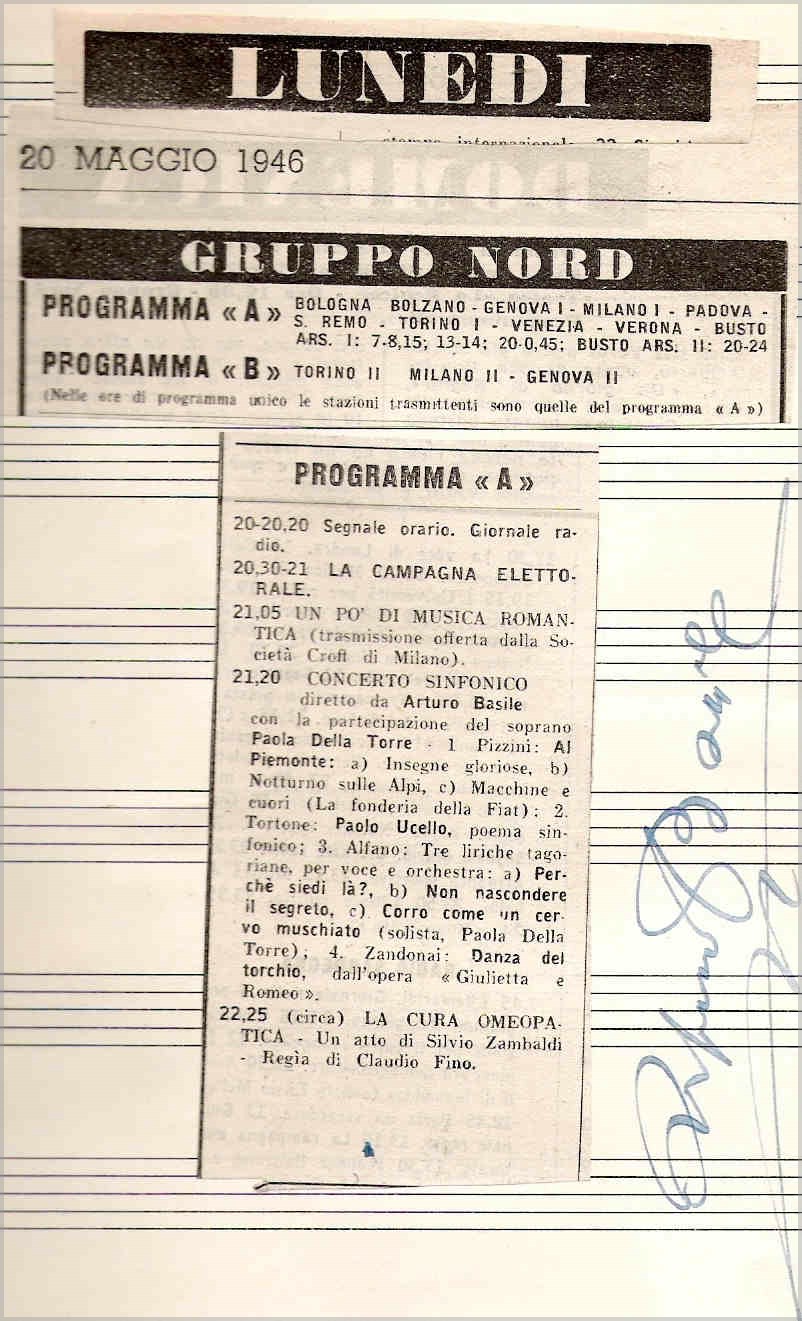 LUNEDI
20 MAGGIO 1946
GRUPPO NORD
PROGRAMMA « A » BOLOGNA BOLZANO - GENOVA I - MILANO I - PADOVA -
S. REMO - TORINO I - VENEZIA - VERONA - BUSTO
ARS. I: 7-8,15; 13-14; 20-0,45; BUSTO ARS. II: 20-24
PROGRAMMA « B » TORINO II MILANO II - GENOVA II
(Nelle ore di programma unico le stazioni trasmittenti sono quelle del programma « A »)
PROGRAMMA « A »
20-20,20 Segnale orario. Giornale ra-
dio.
20,30-21 LA CAMPAGNA ELETTO-
RALE.
21,05 UN PO' DI MUSICA ROMAN-
TICA (trasmissione offerta dalla So-
cietà Croff di Milano).
21,20 CONCERTO SINFONICO
diretto da Arturo Basile
con la partecipazione del soprano
Paola Della Torre - 1 Pizzini: Al
Piemonte: a) Insegne gloriose, b)
Notturno sulle Alpi, c) Macchine e
cuori (La fonderia della Fiat); 2.
Tortone: Paolo Ucello, poema sin-
fonico; 3. Alfano: Tre liriche tago-
riane, per voce e orchestra: a) Per-
chè siedi là?, b) Non nascondere
il segreto, c) Corro come un cer-
vo muschiato (solista, Paola Della
Torre); 4. Zandonai: Danza del
torchio, dall'opera « Giulietta e
Romeo ».
22,25 (circa) LA CURA OMEOPA-
TICA - Un atto di Silvio Zambaldi
- Regìa di Claudio Fino.